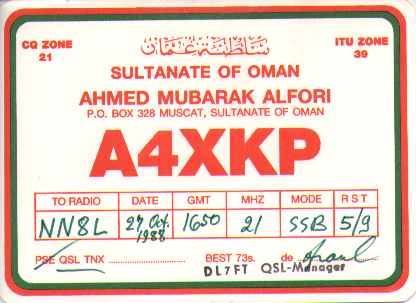 CQ ZONE
21
سلطنة عمان
ITU ZONE
39
SULTANATE OF OMAN
AHMED MUBARAK ALFORI
P.O. BOX 328 MUSCAT, SULTANATE OF OMAN
A4XKP
TO RADIO DATE GMT MHZ MODE R S T
NN8L 27 Oct. 1650 21 SSB 5/9
1988
PSE QSL TNX ........................ BEST 73s. de
DL7FT QSL-Manager